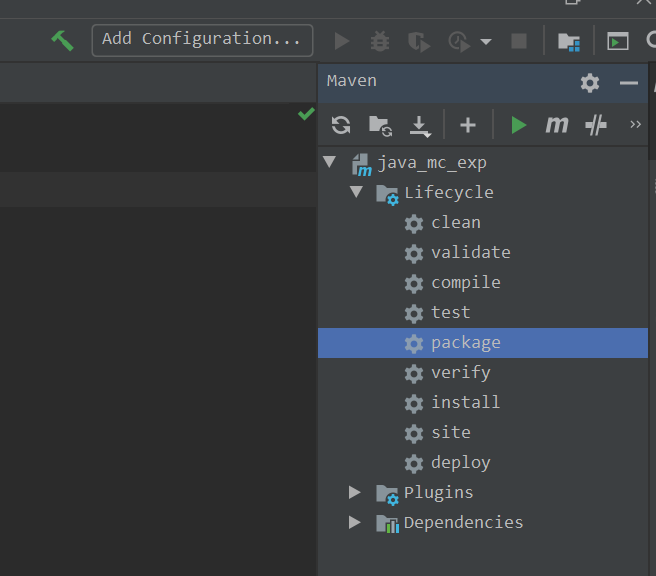 Add Configuration...
Maven
java_mc_exp
Lifecycle
clean
validate
compile
test
package
verify
install
site
deploy
Plugins
Dependencies